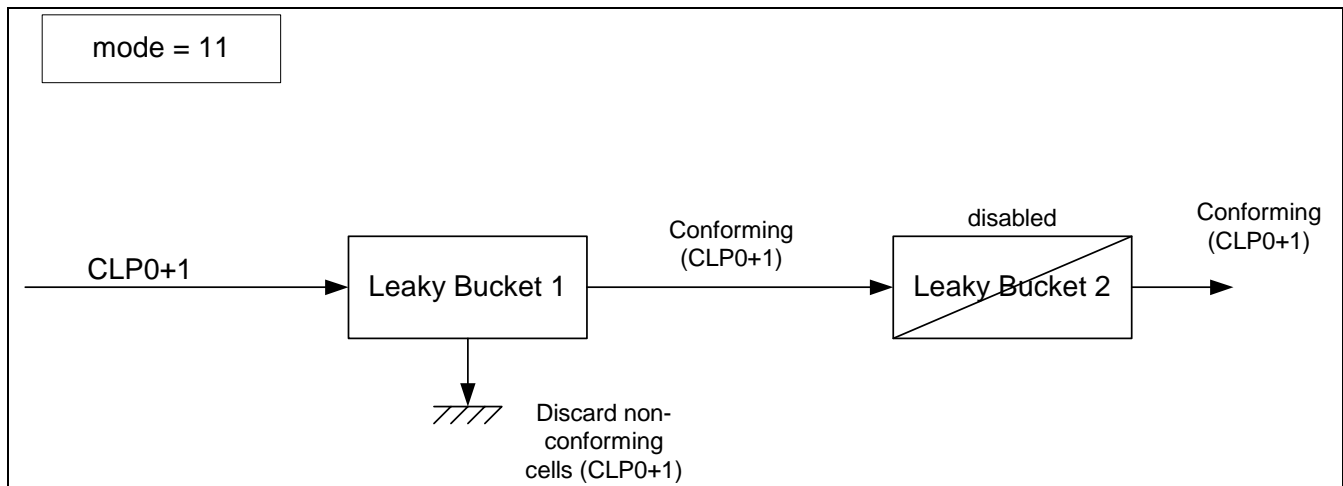 mode = 11
CLP0+1
Leaky Bucket 1
Conforming
(CLP0+1)
disabled
Leaky Bucket 2
Conforming
(CLP0+1)
Discard non-
conforming
cells (CLP0+1)